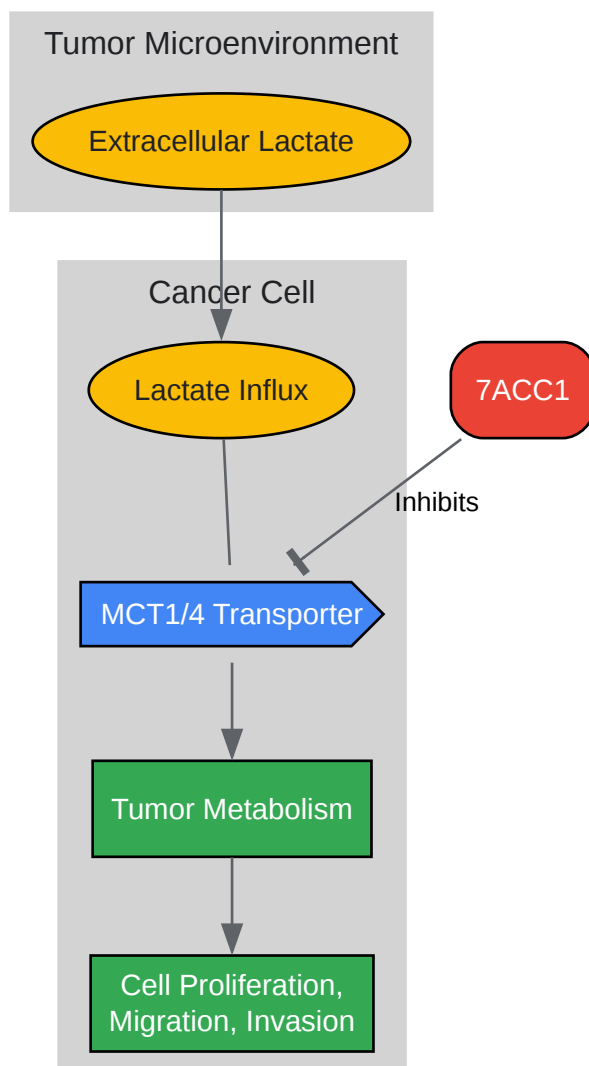 Tumor Microenvironment
Extracellular Lactate
Cancer Cell
Lactate Influx
7ACC1
Inhibits
MCT1/4 Transporter
Tumor Metabolism
Cell Proliferation,
Migration, Invasion